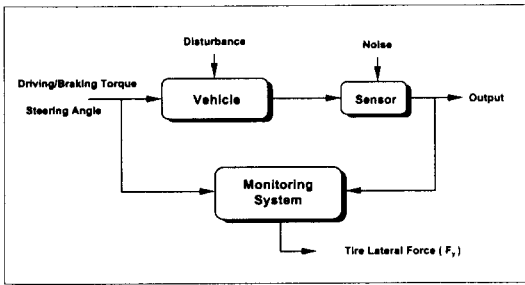 Disturbance
Noise
Driving/Braking Torque
Vehicle
Sensor
Output
Steering Angle
Monitoring
System
Tire Lateral Force ( Fy )